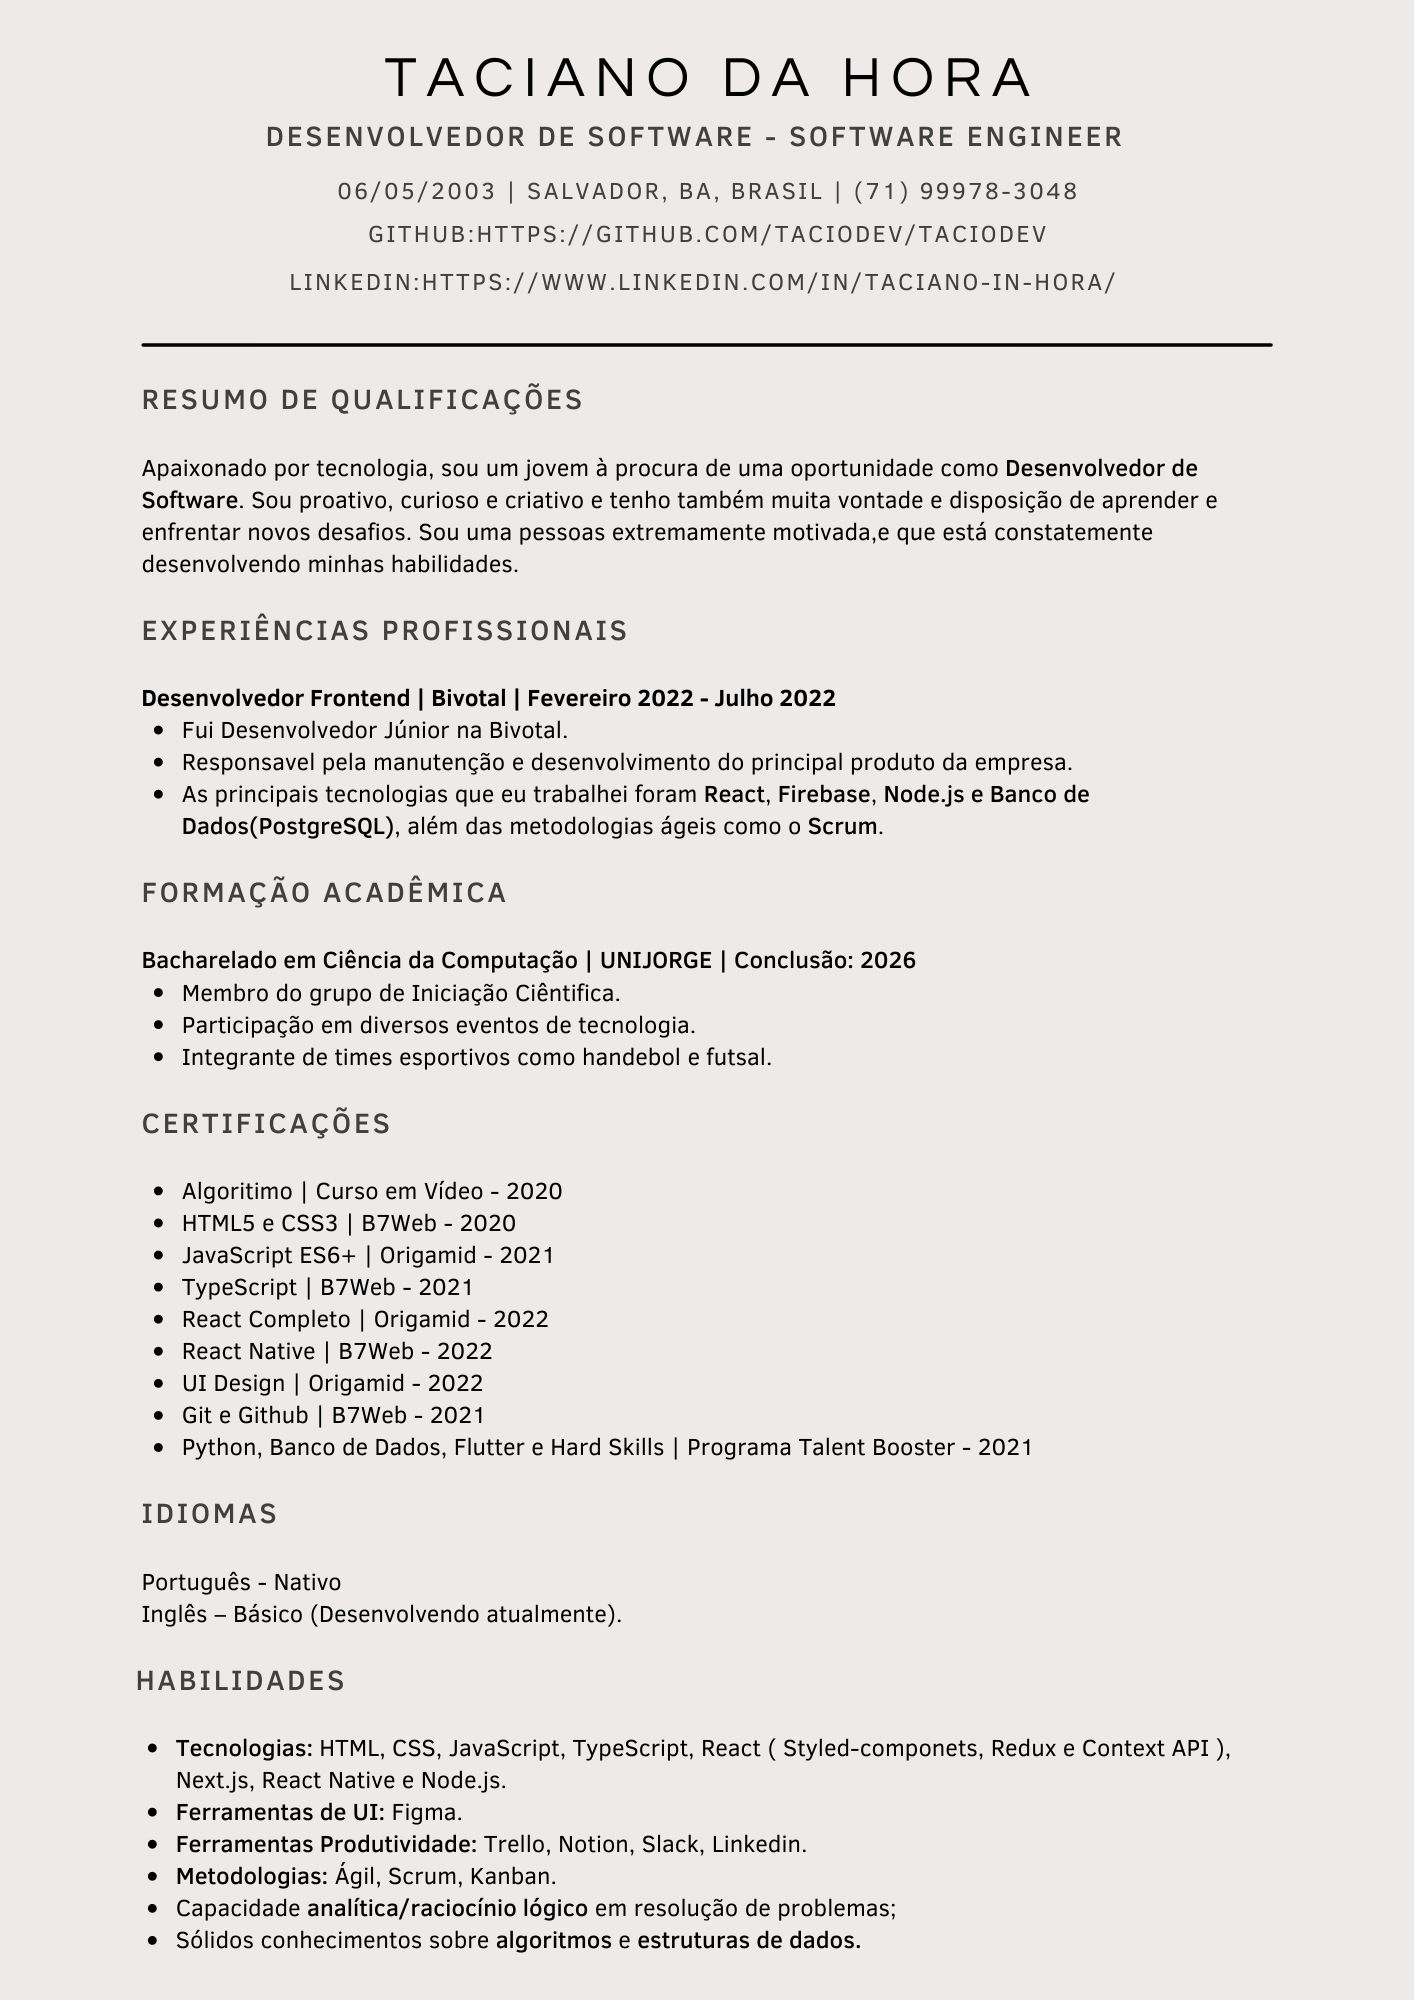 TACIANO DA HORA
DESENVOLVEDOR DE SOFTWARE - SOFTWARE ENGINEER
06/05/2003 | SALVADOR, BA, BRASIL | (71) 99978-3048
GITHUB:HTTPS://GITHUB.COM/TACIODEV/TACIODEV
LINKEDIN:HTTPS://WWW.LINKEDIN.COM/IN/TACIANO-IN-HORA/
RESUMO DE QUALIFICAÇÕES
Apaixonado por tecnologia, sou um jovem à procura de uma oportunidade como Desenvolvedor de
Software. Sou proativo, curioso e criativo e tenho também muita vontade e disposição de aprender e
enfrentar novos desafios. Sou uma pessoas extremamente motivada,e que está constatemente
desenvolvendo minhas habilidades.
EXPERIÊNCIAS PROFISSIONAIS
Desenvolvedor Frontend | Bivotal | Fevereiro 2022 - Julho 2022
• Fui Desenvolvedor Júnior na Bivotal.
• Responsavel pela manutenção e desenvolvimento do principal produto da empresa.
• As principais tecnologias que eu trabalhei foram React, Firebase, Node.js e Banco de
Dados(PostgreSQL), além das metodologias ágeis como o Scrum.
FORMAÇÃO ACADÊMICA
Bacharelado em Ciência da Computação | UNIJORGE | Conclusão: 2026
• Membro do grupo de Iniciação Ciêntifica.
• Participação em diversos eventos de tecnologia.
• Integrante de times esportivos como handebol e futsal.
CERTIFICAÇÕES
• Algoritimo | Curso em Vídeo - 2020
• HTML5 e CSS3 | B7Web - 2020
• JavaScript ES6+ | Origamid - 2021
• TypeScript | B7Web - 2021
• React Completo | Origamid - 2022
• React Native | B7Web - 2022
• UI Design | Origamid - 2022
• Git e Github | B7Web - 2021
• Python, Banco de Dados, Flutter e Hard Skills | Programa Talent Booster - 2021
IDIOMAS
Português - Nativo
Inglês – Básico (Desenvolvendo atualmente).
HABILIDADES
• Tecnologias: HTML, CSS, JavaScript, TypeScript, React ( Styled-componets, Redux e Context API ),
Next.js, React Native e Node.js.
• Ferramentas de UI: Figma.
• Ferramentas Produtividade: Trello, Notion, Slack, Linkedin.
• Metodologias: Ágil, Scrum, Kanban.
• Capacidade analítica/raciocínio lógico em resolução de problemas;
• Sólidos conhecimentos sobre algoritmos e estruturas de dados.